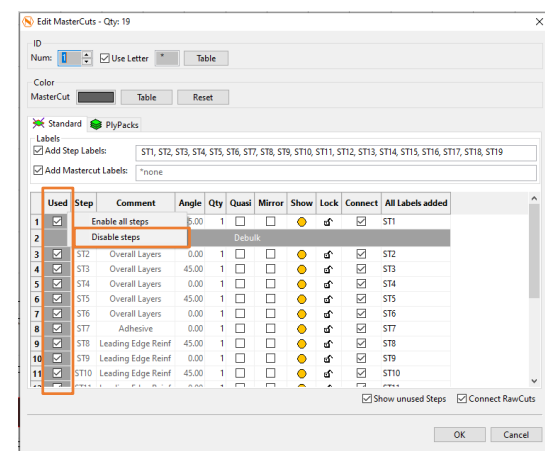 Edit MasterCuts - Qty: 19
ID
Num: 1 Use Letter * Table
Color
MasterCut Table Reset
Standard PlyPacks
Labels
Add Step Labels: ST1, ST2, ST3, ST4, ST5, ST6, ST7, ST8, ST9, ST10, ST11, ST12, ST13, ST14, ST15, ST16, ST17, ST18, ST19
Add Mastercut Labels: *none
Used Step Comment Angle Qty Quasi Mirror Show Lock Connect All Labels added
1 Enable all steps 1 ST1
2 Disable steps Debulk
3 ST2 Overall Layers 0.00 1 ST2
4 ST3 Overall Layers 45.00 1 ST3
5 ST4 Overall Layers 0.00 1 ST4
6 ST5 Overall Layers 45.00 1 ST5
7 ST6 Overall Layers 0.00 1 ST6
8 ST7 Adhesive 0.00 1 ST7
9 ST8 Leading Edge Reinf 45.00 1 ST8
10 ST9 Leading Edge Reinf 0.00 1 ST9
11 ST10 Leading Edge Reinf 45.00 1 ST10
Show unused Steps Connect RawCuts
OK Cancel